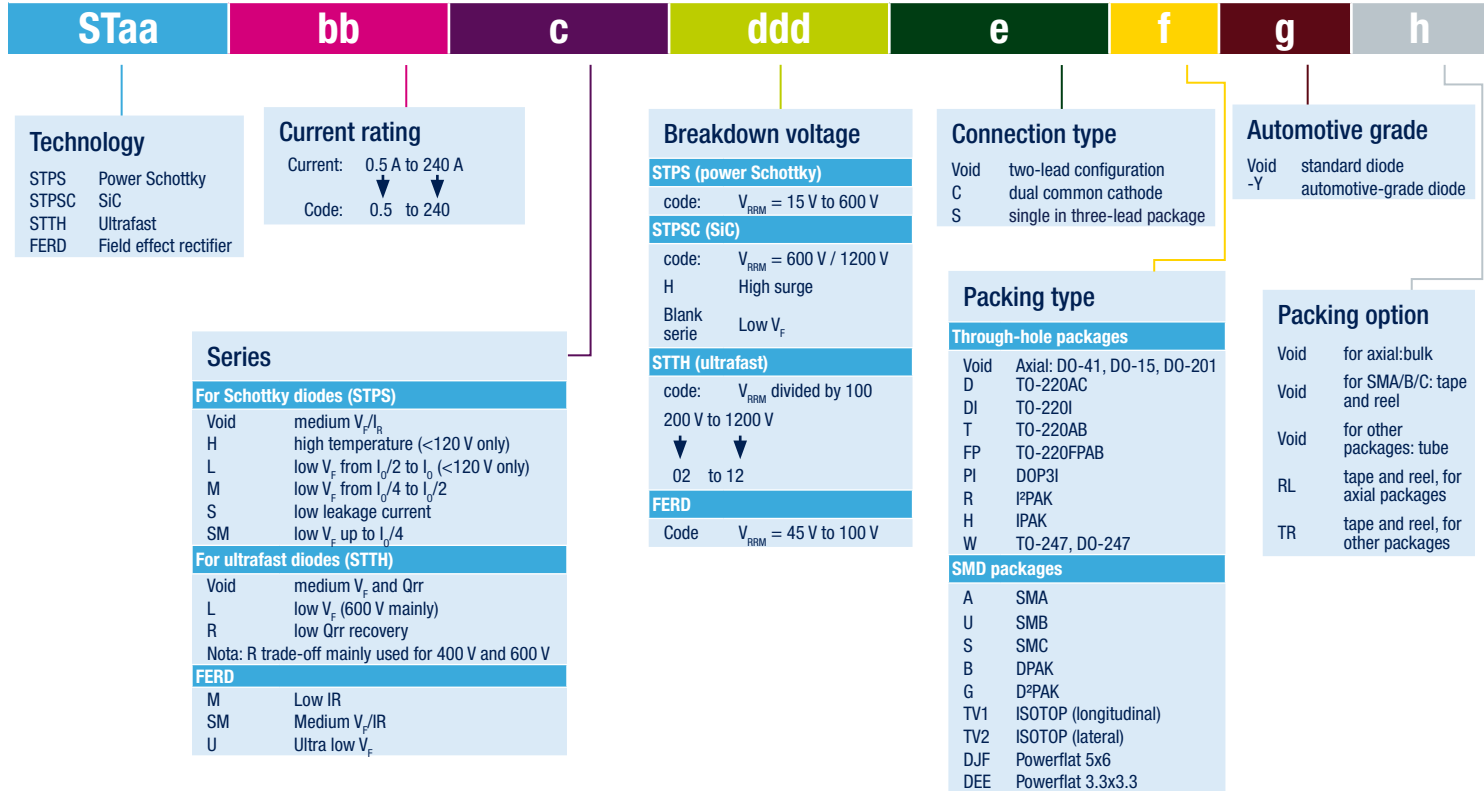 STaa bb c ddd e f g h
Technology
STPS Power Schottky
STPSC SiC
STTH Ultrafast
FERD Field effect rectifier
Current rating
Current: 0.5 A to 240 A
Code: 0.5 to 240
Series
For Schottky diodes (STPS)
Void medium VF/IR
H high temperature (<120 V only)
L low VF from I0/2 to I0 (<120 V only)
M low VF from I0/4 to I0/2
S low leakage current
SM low VF up to I0/4
For ultrafast diodes (STTH)
Void medium VF and Qrr
L low VF (600 V mainly)
R low Qrr recovery
Nota: R trade-off mainly used for 400 V and 600 V
FERD
M Low IR
SM Medium VF/IR
U Ultra low VF
Breakdown voltage
STPS (power Schottky)
code: VRRM = 15 V to 600 V
STPSC (SiC)
code: VRRM = 600 V / 1200 V
H High surge
Blank
serie Low VF
STTH (ultrafast)
code: VRRM divided by 100
200 V to 1200 V
02 to 12
FERD
Code VRRM = 45 V to 100 V
Connection type
Void two-lead configuration
C dual common cathode
S single in three-lead package
Packing type
Through-hole packages
Void Axial: DO-41, DO-15, DO-201
D TO-220AC
DI TO-220I
T TO-220AB
FP TO-220FPAB
PI DOP3I
R I²PAK
H IPAK
W TO-247, DO-247
SMD packages
A SMA
U SMB
S SMC
B DPAK
G D²PAK
TV1 ISOTOP (longitudinal)
TV2 ISOTOP (lateral)
DJF Powerflat 5x6
DEE Powerflat 3.3x3.3
Automotive grade
Void standard diode
-Y automotive-grade diode
Packing option
Void for axial:bulk
Void for SMA/B/C: tape
and reel
Void for other
packages: tube
RL tape and reel, for
axial packages
TR tape and reel, for
other packages